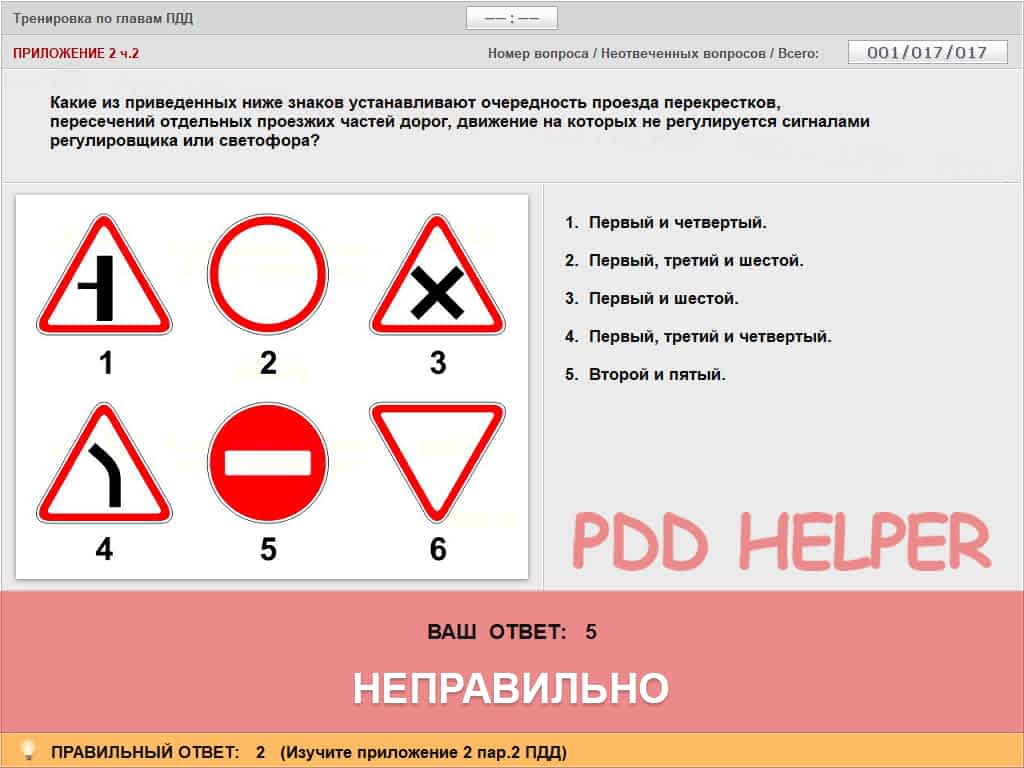 Тренировка по главам ПДД
–– : ––
ПРИЛОЖЕНИЕ 2 ч.2
Номер вопроса / Неотвеченных вопросов / Всего:
001/017/017
Какие из приведенных ниже знаков устанавливают очередность проезда перекрестков,
пересечений отдельных проезжих частей дорог, движение на которых не регулируется сигналами
регулировщика или светофора?
1
2
3
4
5
6
1. Первый и четвертый.
2. Первый, третий и шестой.
3. Первый и шестой.
4. Первый, третий и четвертый.
5. Второй и пятый.
PDD HELPER
ВАШ ОТВЕТ: 5
НЕПРАВИЛЬНО
ПРАВИЛЬНЫЙ ОТВЕТ: 2 (Изучите приложение 2 пар.2 ПДД)